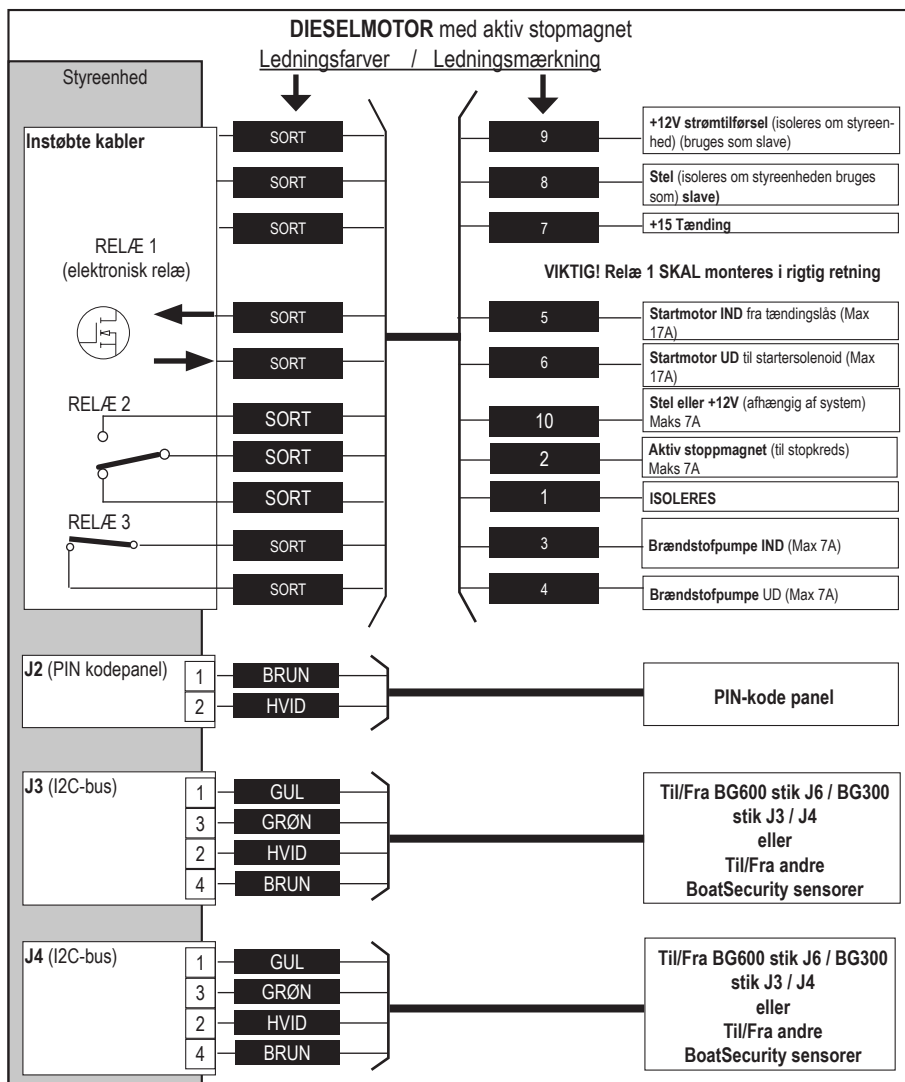 DIESELMOTOR med aktiv stopmagnet
Ledningsfarver / Ledningsmærkning
Styreenhed
Instøbte kabler
SORT
9
+12V strømtilførsel (isoleres om styreen-
hed) (bruges som slave)
SORT
8
Stel (isoleres om styreenheden bruges
som) slave)
SORT
7
+15 Tænding
RELÆ 1
(elektronisk relæ)
VIKTIG! Relæ 1 SKAL monteres i rigtig retning
SORT
5
Startmotor IND fra tændingslås (Max
17A)
SORT
6
Startmotor UD til startersolenoid (Max
17A)
RELÆ 2
SORT
10
Stel eller +12V (afhængig af system)
Maks 7A
SORT
2
Aktiv stoppmagnet (til stopkreds)
Maks 7A
SORT
1
ISOLERES
RELÆ 3
SORT
3
Brændstofpumpe IND (Max 7A)
SORT
4
Brændstofpumpe UD (Max 7A)
J2 (PIN kodepanel)
1
BRUN
2
HVID
PIN-kode panel
J3 (I2C-bus)
1
GUL
3
GRØN
2
HVID
4
BRUN
Til/Fra BG600 stik J6 / BG300
stik J3 / J4
eller
Til/Fra andre
BoatSecurity sensorer
J4 (I2C-bus)
1
GUL
3
GRØN
2
HVID
4
BRUN
Til/Fra BG600 stik J6 / BG300
stik J3 / J4
eller
Til/Fra andre
BoatSecurity sensorer